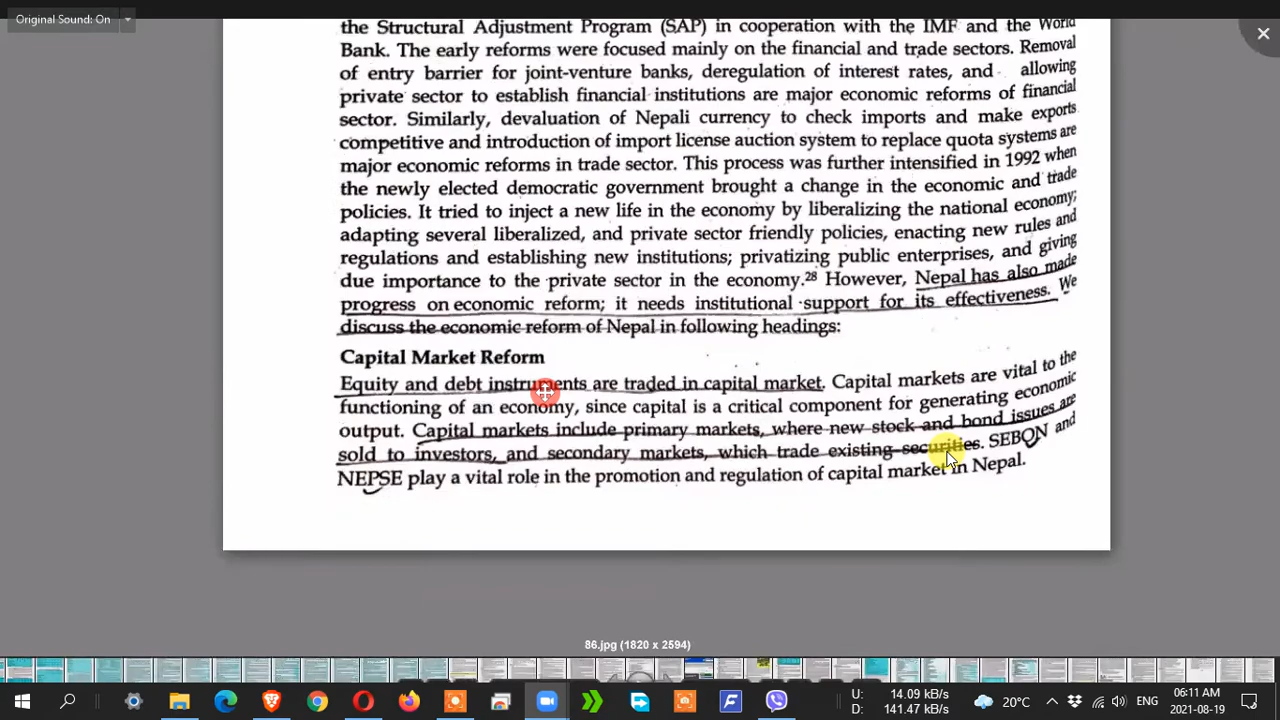 Original Sound: On
the Structural Adjustment Program (SAP) in cooperation with the IMF and the World
Bank. The early reforms were focused mainly on the financial and trade sectors. Removal
of entry barrier for joint-venture banks, deregulation of interest rates, and allowing
private sector to establish financial institutions are major economic reforms of financial
sector. Similarly, devaluation of Nepali currency to check imports and make exports
competitive and introduction of import license auction system to replace quota systems are
major economic reforms in trade sector. This process was further intensified in 1992 when
the newly elected democratic government brought a change in the economic and trade
policies. It tried to inject a new life in the economy by liberalizing the national economy;
adapting several liberalized, and private sector friendly policies, enacting new rules and
regulations and establishing new institutions; privatizing public enterprises, and giving
due importance to the private sector in the economy.²⁸ However, Nepal has also made
progress on economic reform; it needs institutional support for its effectiveness. We
discuss the economic reform of Nepal in following headings:
Capital Market Reform
Equity and debt instruments are traded in capital market. Capital markets are vital to the
functioning of an economy, since capital is a critical component for generating economic
output. Capital markets include primary markets, where new stock and bond issues are
sold to investors, and secondary markets, which trade existing securities. SEBON and
NEPSE play a vital role in the promotion and regulation of capital market in Nepal.
86.jpg (1820 x 2594)
U: 14.09 kB/s
D: 141.47 kB/s
20°C
ENG
06:11 AM
2021-08-19